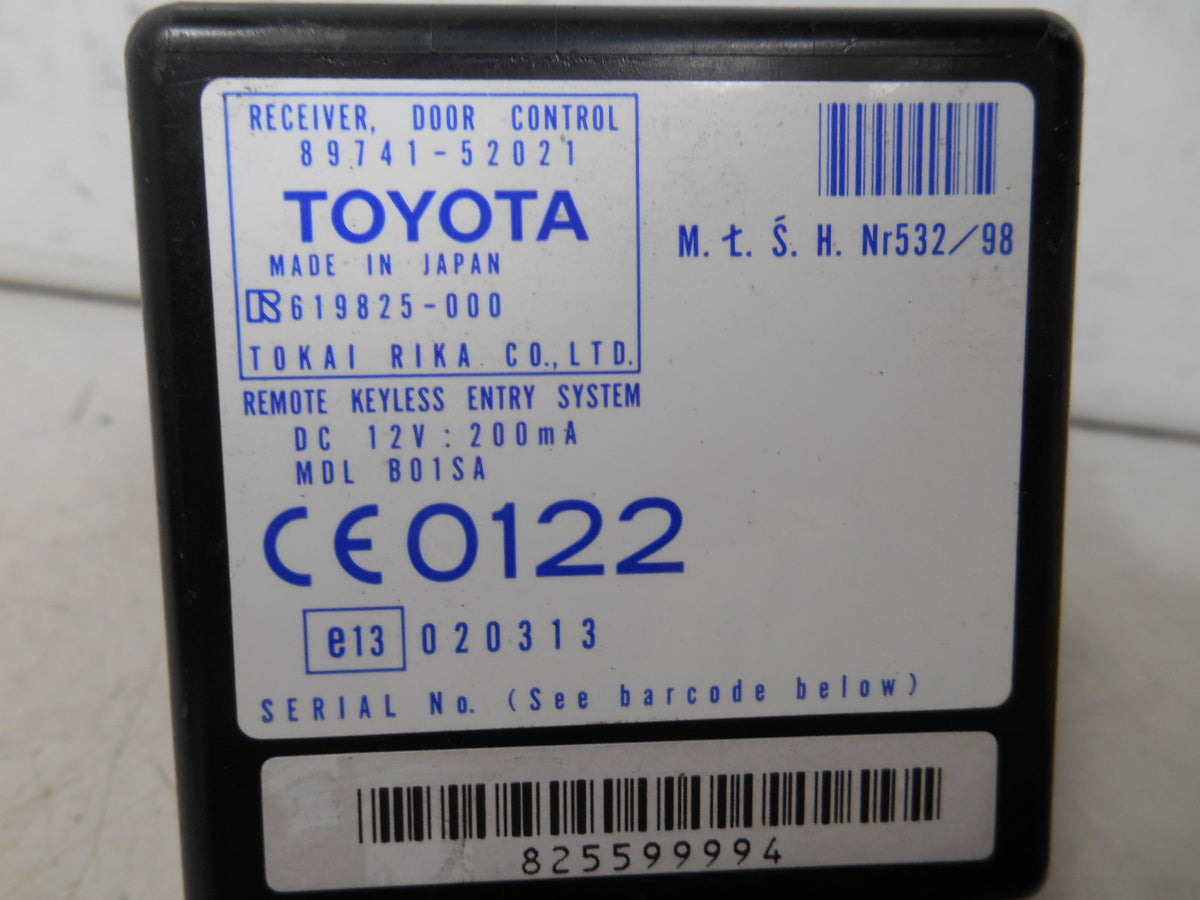 RECEIVER, DOOR CONTROL
89741-52021
TOYOTA
MADE IN JAPAN
619825-000
TOKAI RIKA CO.,LTD.
M. Ł. Ś. H. Nr532/98
REMOTE KEYLESS ENTRY SYSTEM
DC 12V : 200mA
MDL B01SA
CE0122
e13 020313
SERIAL No. (See barcode below)
825599994